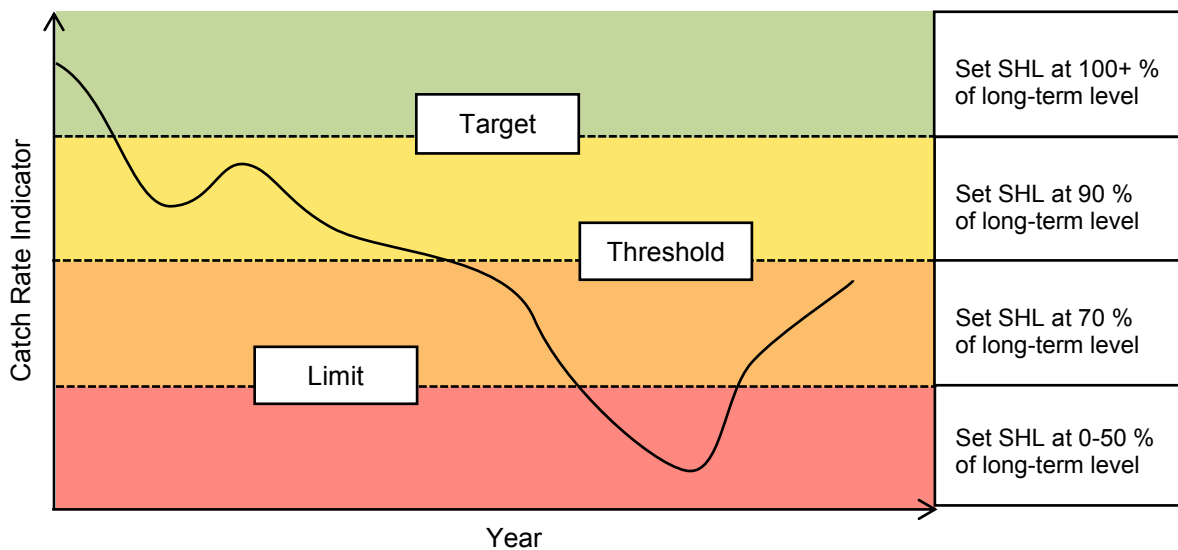 Catch Rate Indicator
Target
Threshold
Limit
Year
Set SHL at 100+ %
of long-term level
Set SHL at 90 %
of long-term level
Set SHL at 70 %
of long-term level
Set SHL at 0-50 %
of long-term level